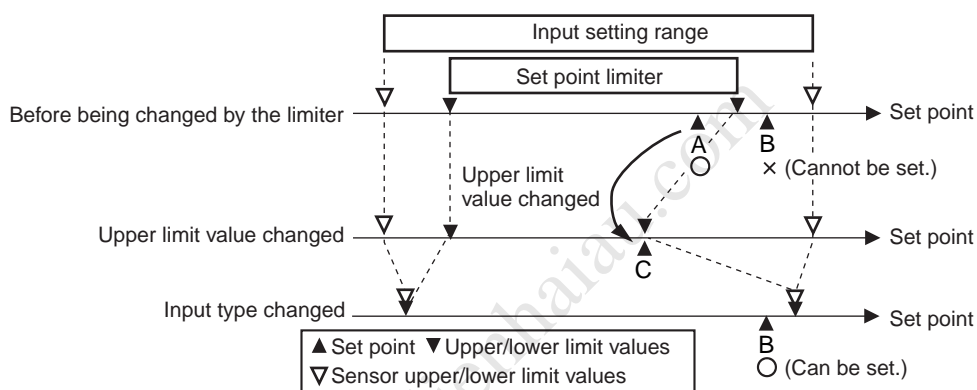 Input setting range
Set point limiter
Before being changed by the limiter
Set point
A
B
○
× (Cannot be set.)
Upper limit
value changed
Upper limit value changed
Set point
C
Input type changed
Set point
B
○ (Can be set.)
▲ Set point ▼ Upper/lower limit values
▽ Sensor upper/lower limit values